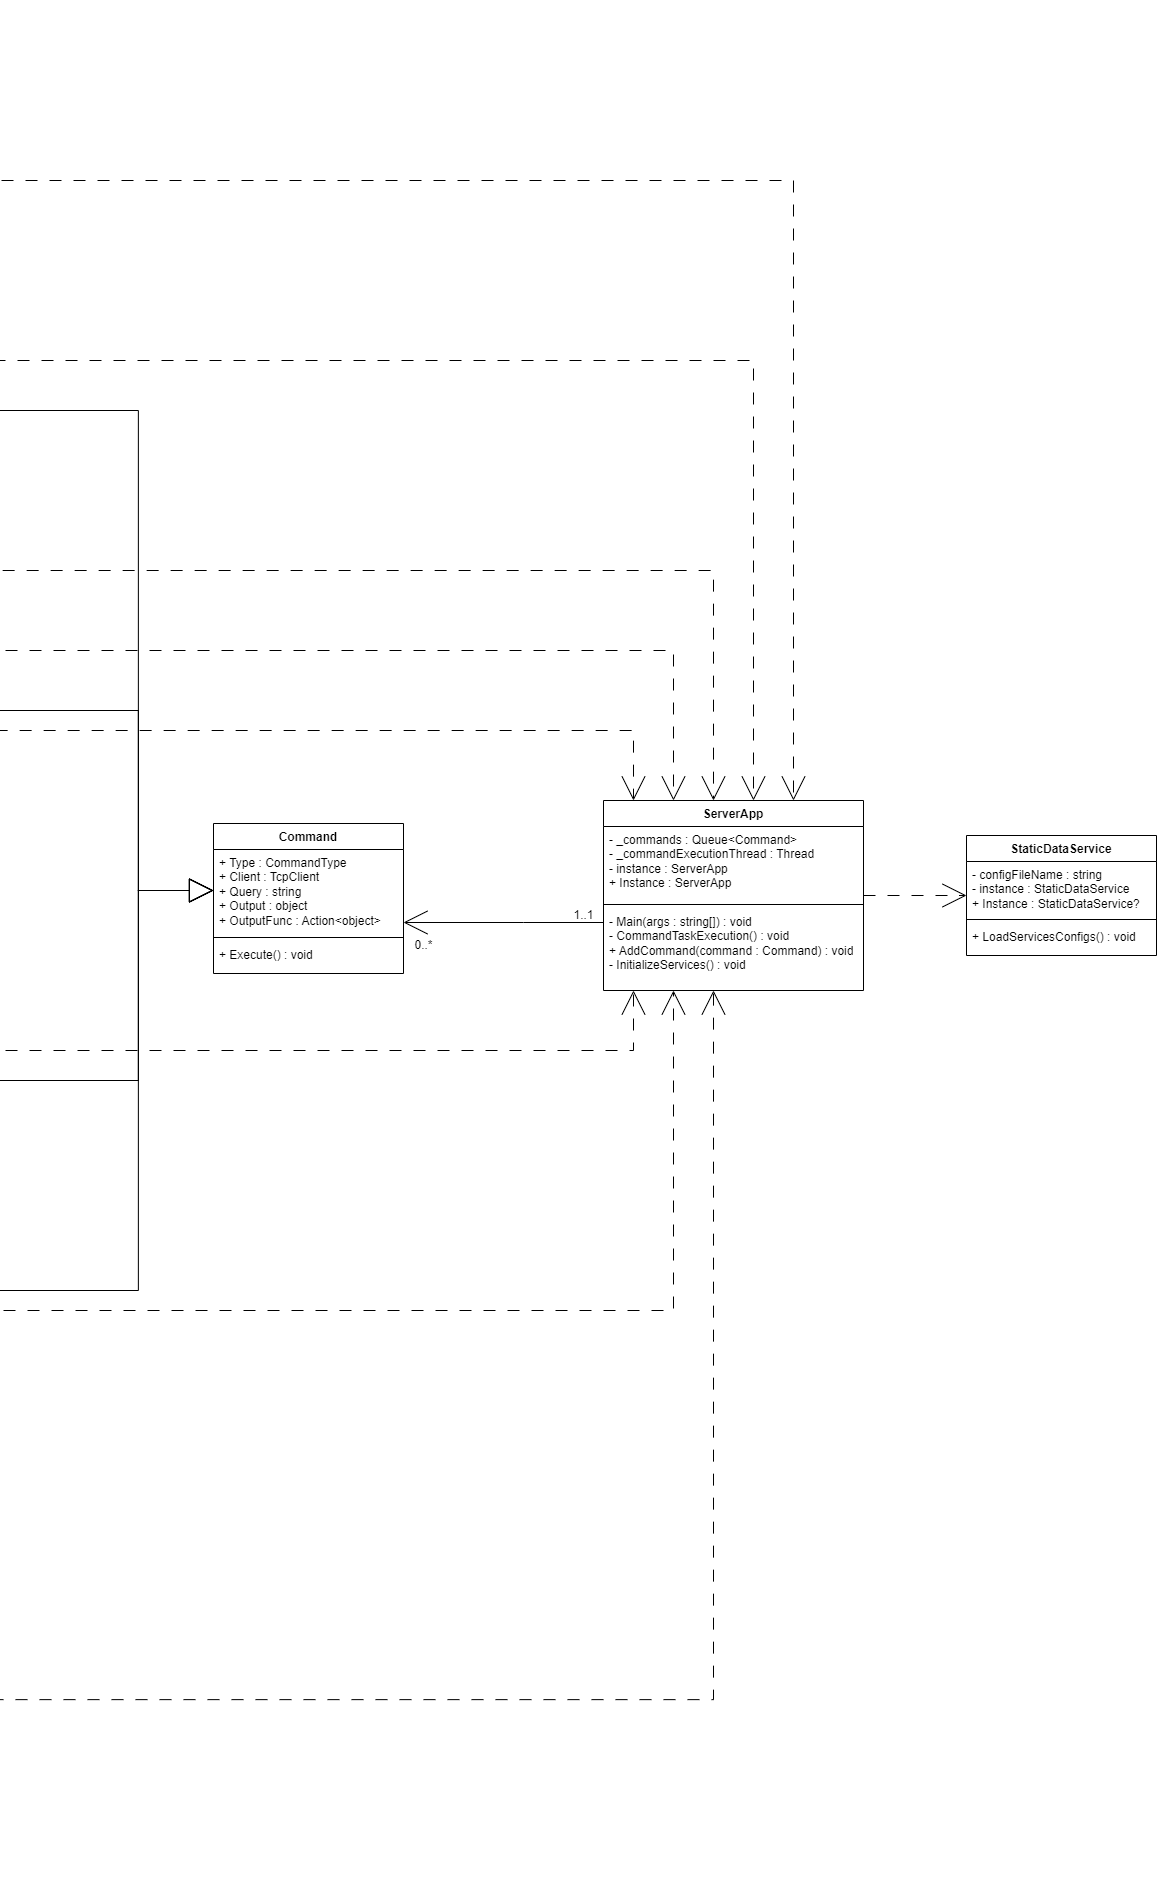 Command
+ Type : CommandType
+ Client : TcpClient
+ Query : string
+ Output : object
+ OutputFunc : Action<object>
+ Execute() : void
0..*
1..1
ServerApp
- _commands : Queue<Command>
- _commandExecutionThread : Thread
- instance : ServerApp
+ Instance : ServerApp
- Main(args : string[]) : void
- CommandTaskExecution() : void
+ AddCommand(command : Command) : void
- InitializeServices() : void
StaticDataService
- configFileName : string
- instance : StaticDataService
+ Instance : StaticDataService?
+ LoadServicesConfigs() : void